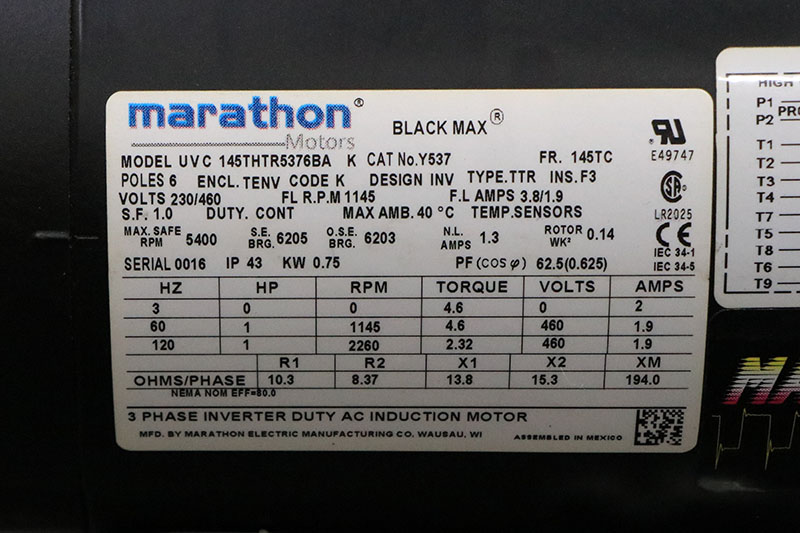 marathon®
Motors
BLACK MAX®
MODEL UVC 145THTR5376BA K CAT No.Y537 FR. 145TC
POLES 6 ENCL. TENV CODE K DESIGN INV TYPE.TTR INS.F3
VOLTS 230/460 FL R.P.M 1145 F.L AMPS 3.8/1.9
S.F. 1.0 DUTY. CONT MAX AMB. 40 °C TEMP.SENSORS
MAX. SAFE RPM 5400 S.E. BRG. 6205 O.S.E. BRG. 6203 N.L. AMPS 1.3 ROTOR WK² 0.14
SERIAL 0016 IP 43 KW 0.75 PF (COS φ) 62.5(0.625)
HZ HP RPM TORQUE VOLTS AMPS
3 0 0 4.6 0 2
60 1 1145 4.6 460 1.9
120 1 2260 2.32 460 1.9
R1 R2 X1 X2 XM
OHMS/PHASE 10.3 8.37 13.8 15.3 194.0
NEMA NOM EFF=80.0
3 PHASE INVERTER DUTY AC INDUCTION MOTOR
MFD. BY MARATHON ELECTRIC MANUFACTURING CO. WAUSAU, WI ASSEMBLED IN MEXICO
E49747
LR2025
CE
IEC 34-1
IEC 34-5
HIGH
P1
P2
PRO
T1
T2
T3
T4
T7
T5
T8
T6
T9